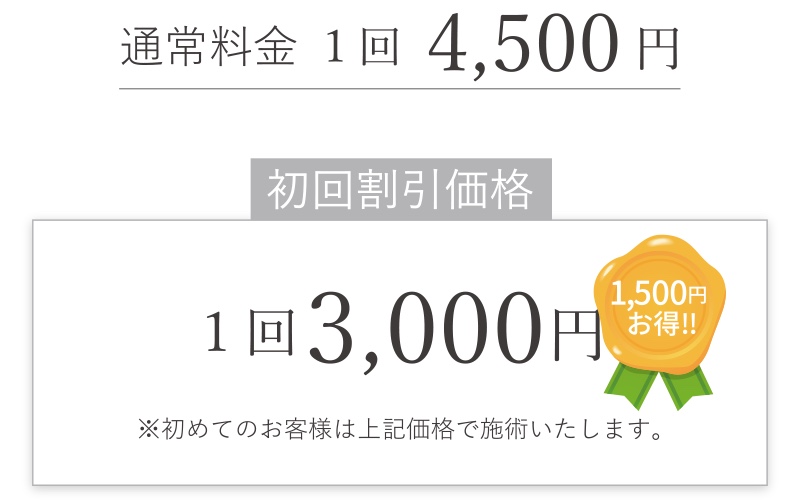 通常料金 1回 4,500円
初回割引価格
1回3,000円
1,500円
お得!!
※初めてのお客様は上記価格で施術いたします。